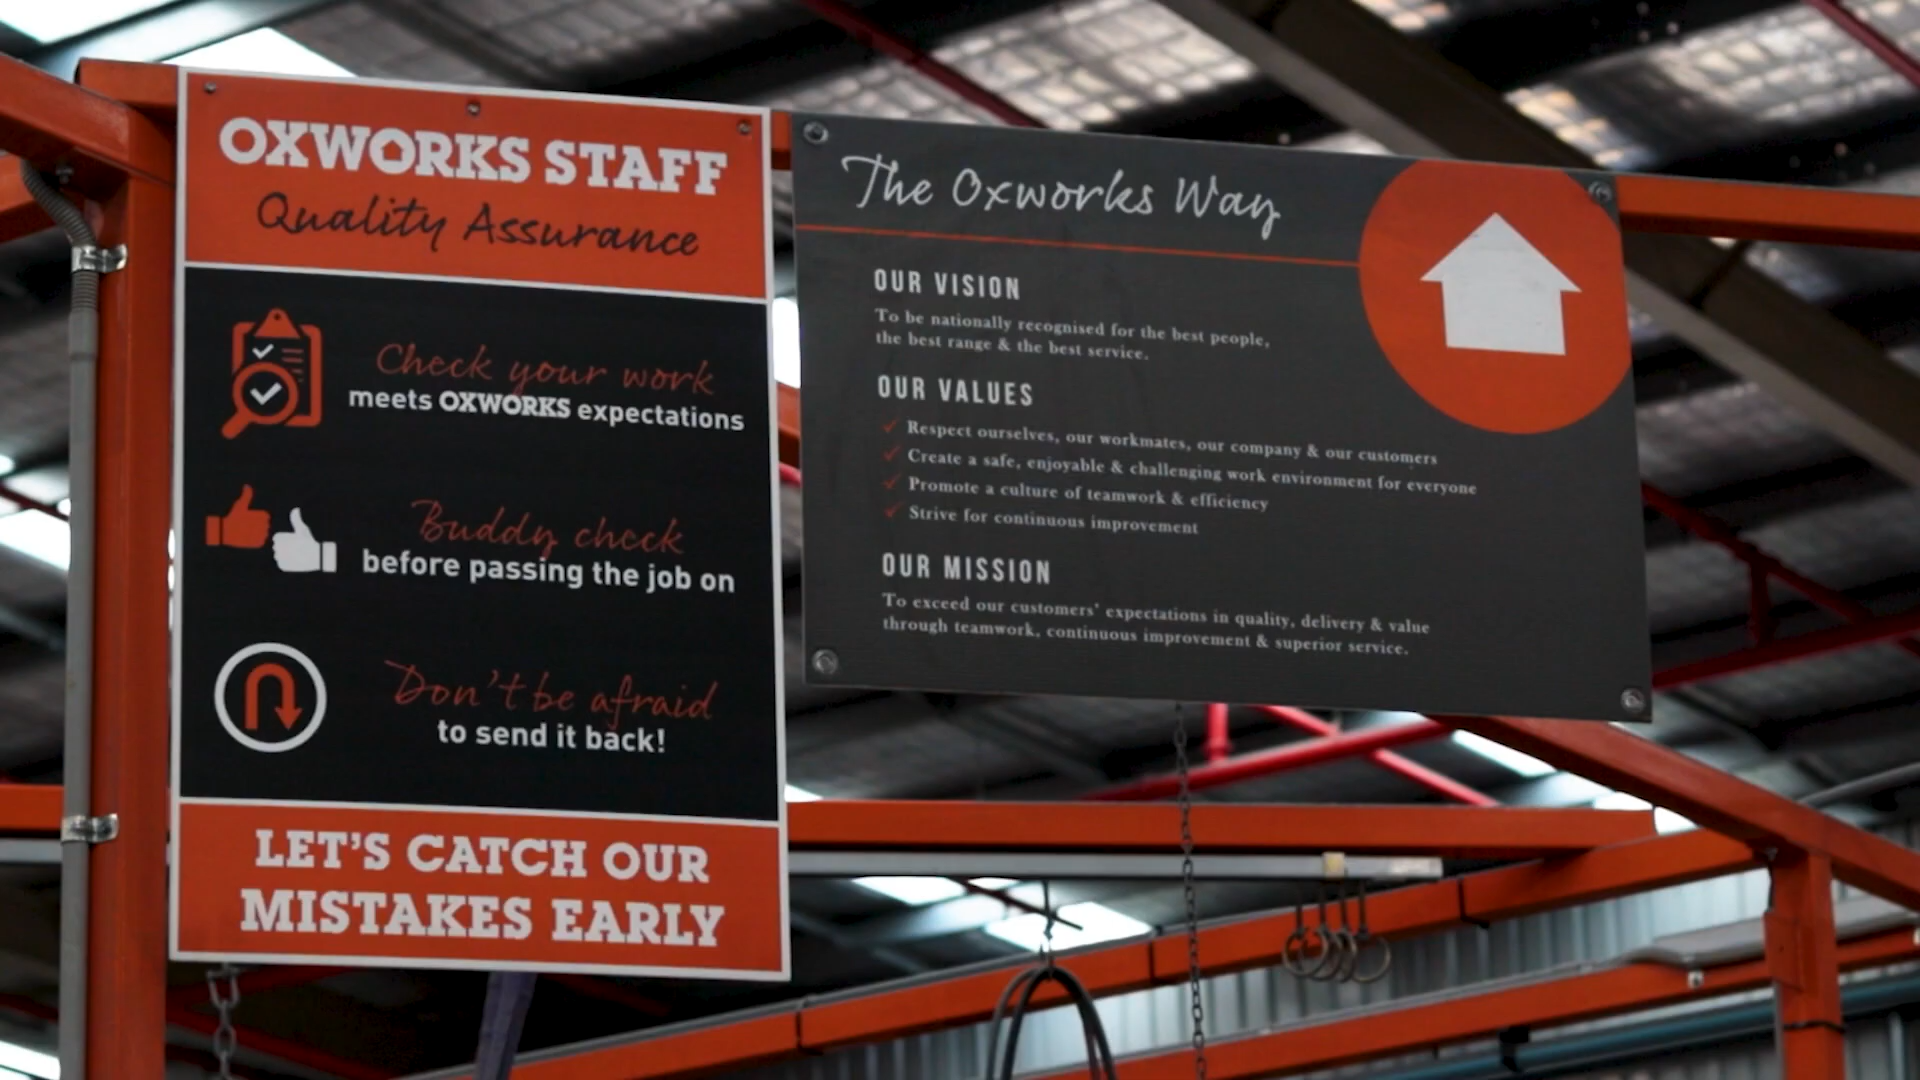 OXWORKS STAFF
Quality Assurance
Check your work
meets OXWORKS expectations
Buddy check
before passing the job on
Don't be afraid
to send it back!
LET'S CATCH OUR
MISTAKES EARLY
The Oxworks Way
OUR VISION
To be nationally recognised for the best people,
the best range & the best service.
OUR VALUES
Respect ourselves, our workmates, our company & our customers
Create a safe, enjoyable & challenging work environment for everyone
Promote a culture of teamwork & efficiency
Strive for continuous improvement
OUR MISSION
To exceed our customers' expectations in quality, delivery & value
through teamwork, continuous improvement & superior service.